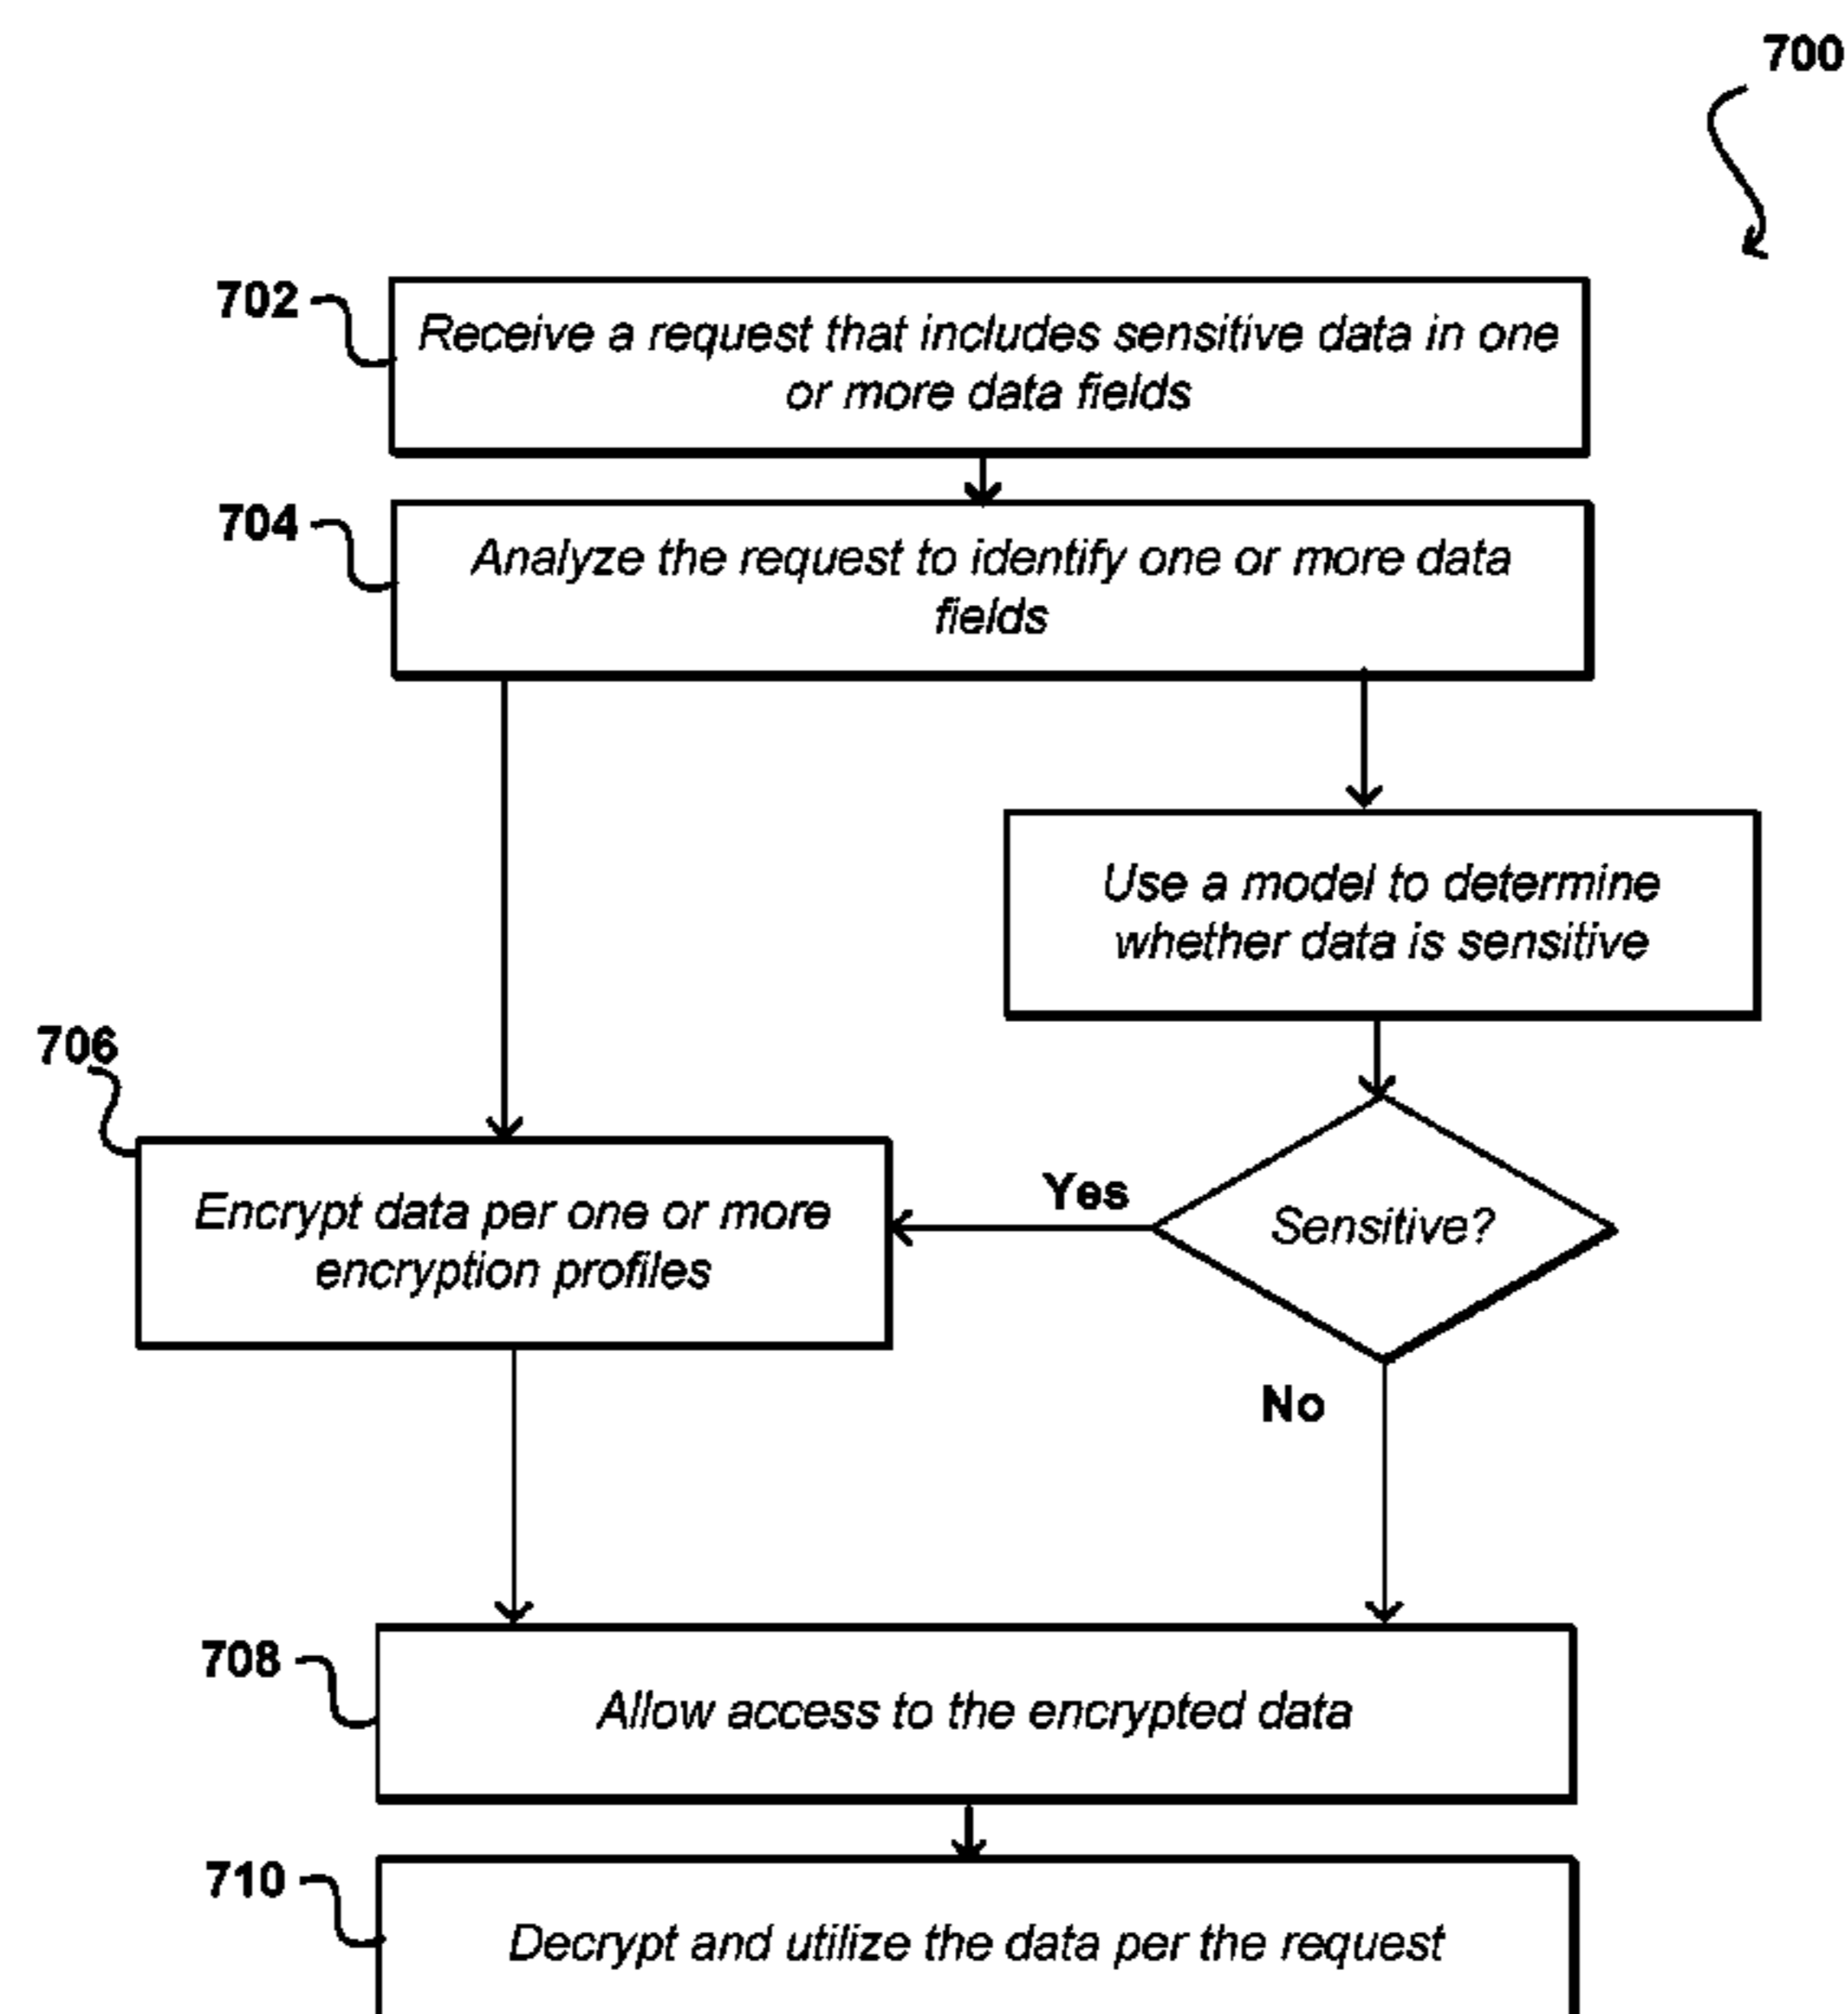 700
702
Receive a request that includes sensitive data in one
or more data fields
704
Analyze the request to identify one or more data
fields
Use a model to determine
whether data is sensitive
706
Encrypt data per one or more
encryption profiles
Yes
Sensitive?
No
708
Allow access to the encrypted data
710
Decrypt and utilize the data per the request